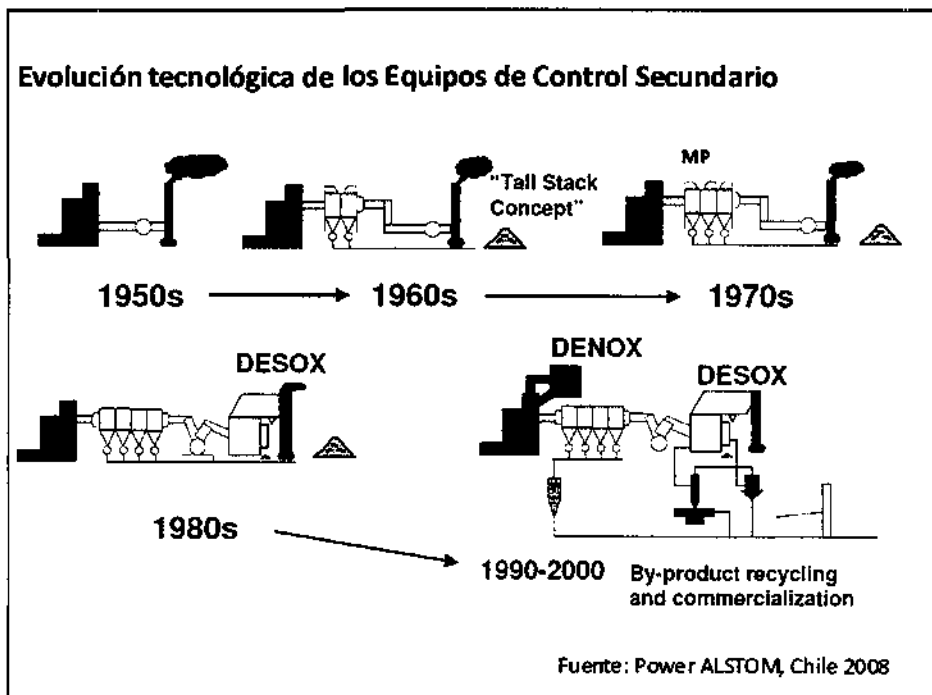 Evolución tecnológica de los Equipos de Control Secundario
MP
"Tall Stack
Concept"
1950s
1960s
1970s
DESOX
DENOX
DESOX
1980s
1990-2000
By-product recycling
and commercialization
Fuente: Power ALSTOM, Chile 2008